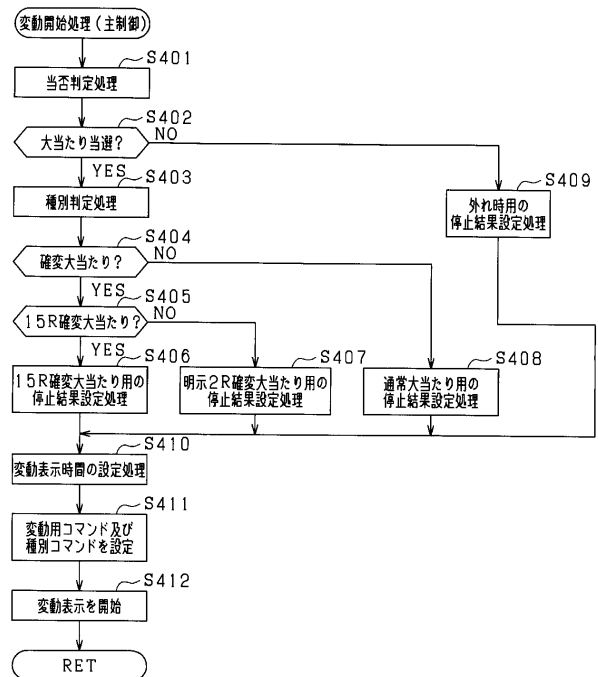 変動開始処理(主制御)
S401
当否判定処理
S402
大当たり当選?
NO
YES
S403
種別判定処理
S409
外れ時用の
停止結果設定処理
S404
確変大当たり?
NO
YES
S405
15R確変大当たり?
NO
YES
S406
15R確変大当たり用の
停止結果設定処理
S407
明示2R確変大当たり用の
停止結果設定処理
S408
通常大当たり用の
停止結果設定処理
S410
変動表示時間の設定処理
S411
変動用コマンド及び
種別コマンドを設定
S412
変動表示を開始
RET